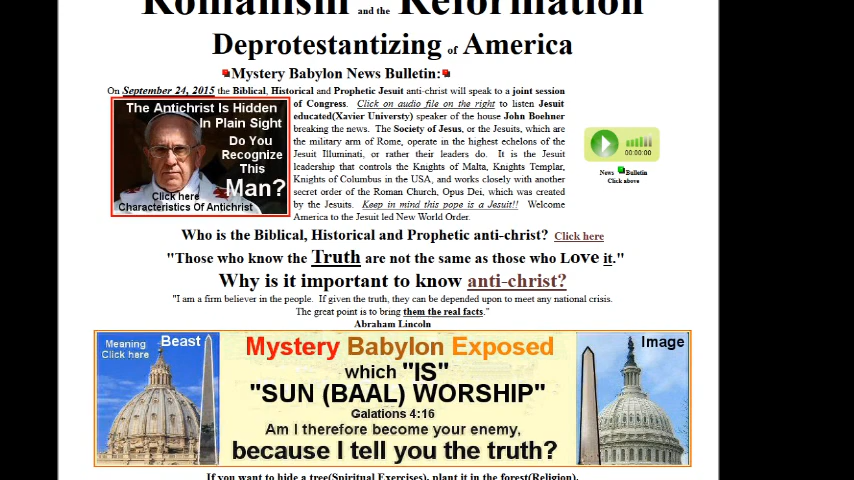 Romanism and the Reformation
Deprotestantizing of America
Mystery Babylon News Bulletin:
On September 24, 2015 the Biblical, Historical and Prophetic Jesuit anti-christ will speak to a joint session
of Congress. Click on audio file on the right to listen Jesuit
educated(Xavier Universty) speaker of the house John Boehner
breaking the news. The Society of Jesus, or the Jesuits, which are
the military arm of Rome, operate in the highest echelons of the
Jesuit Illuminati, or rather their leaders do. It is the Jesuit
leadership that controls the Knights of Malta, Knights Templar,
Knights of Columbus in the USA, and works closely with another
secret order of the Roman Church, Opus Dei, which was created
by the Jesuits. Keep in mind this pope is a Jesuit!! Welcome
America to the Jesuit led New World Order.
The Antichrist Is Hidden
In Plain Sight
Do You
Recognize
This
Man?
Click here
Characteristics Of Antichrist
00:00:00
News Bulletin
Click above
Who is the Biblical, Historical and Prophetic anti-christ? Click here
"Those who know the Truth are not the same as those who Love it."
Why is it important to know anti-christ?
"I am a firm believer in the people. If given the truth, they can be depended upon to meet any national crisis.
The great point is to bring them the real facts."
Abraham Lincoln
Meaning
Click here
Beast
Mystery Babylon Exposed
which "IS"
"SUN (BAAL) WORSHIP"
Galations 4:16
Am I therefore become your enemy,
because I tell you the truth?
Image
If you want to hide a tree(Spiritual Exercises), plant it in the forest(Religion).